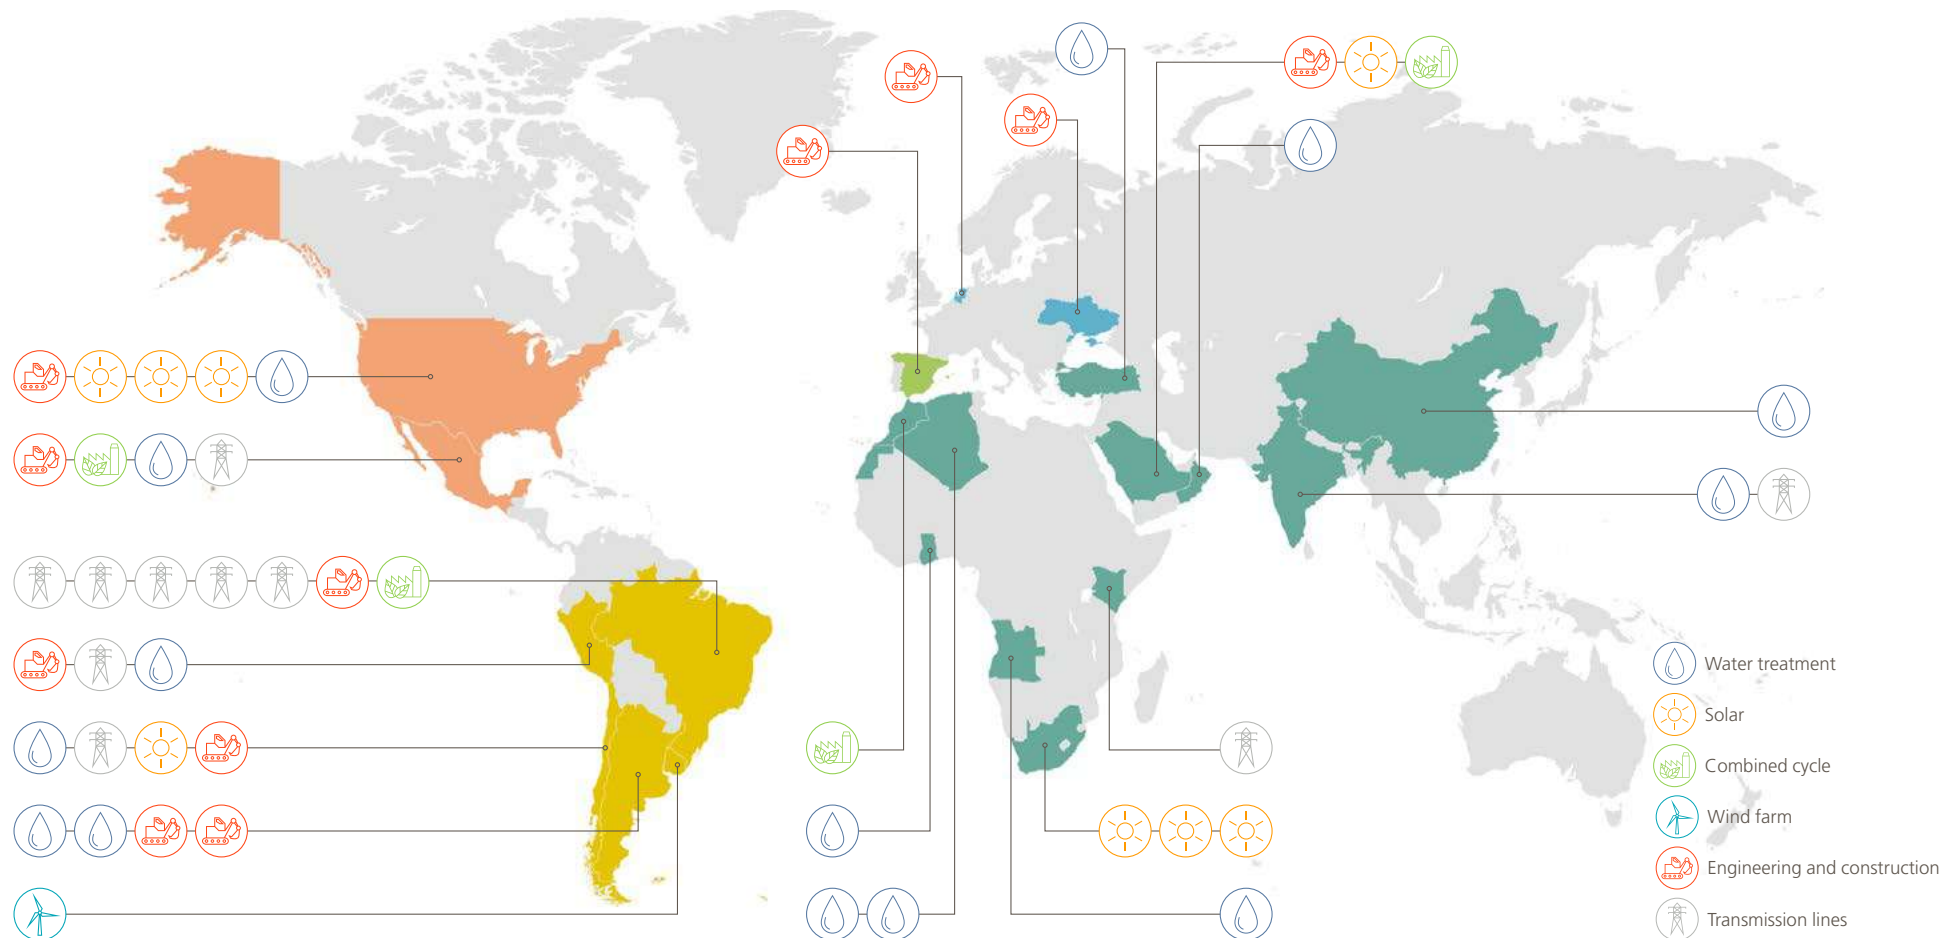 Water treatment
Solar
Combined cycle
Wind farm
Engineering and construction
Transmission lines